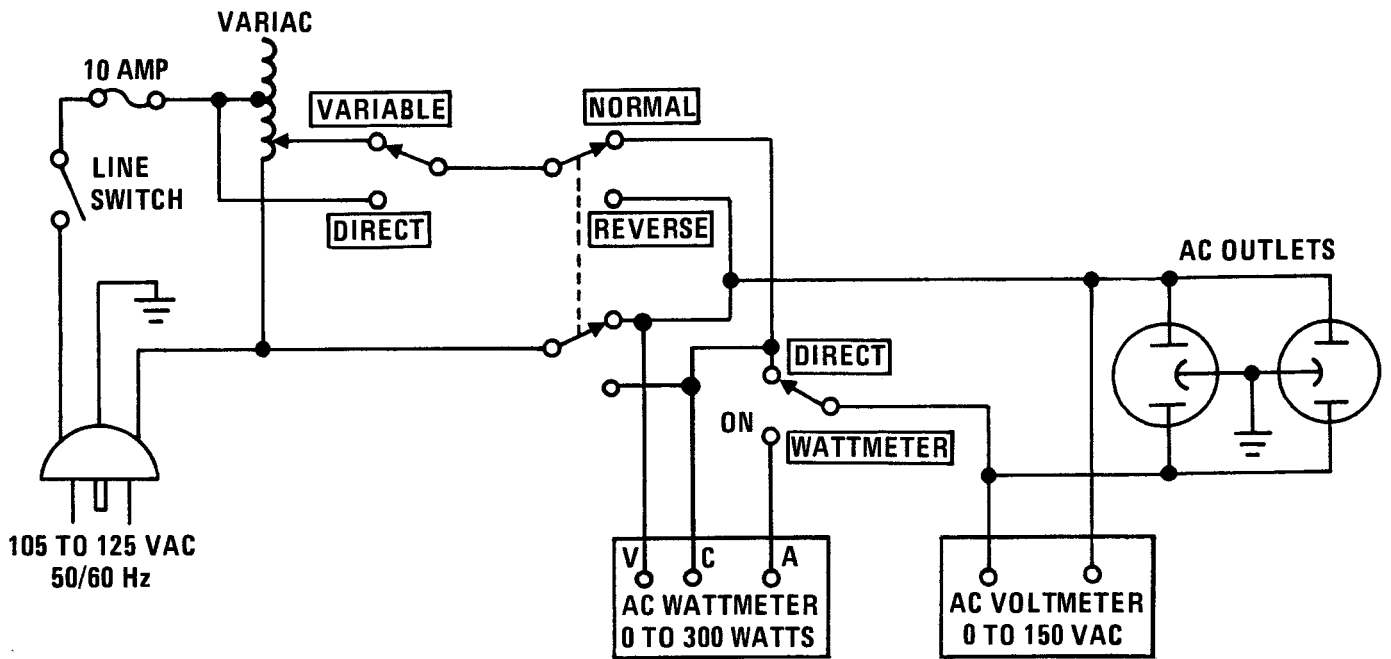 VARIAC
10 AMP
VARIABLE
NORMAL
LINE
SWITCH
DIRECT
REVERSE
AC OUTLETS
DIRECT
ON
WATTMETER
105 TO 125 VAC
50/60 Hz
V C A
AC WATTMETER
0 TO 300 WATTS
AC VOLTMETER
0 TO 150 VAC